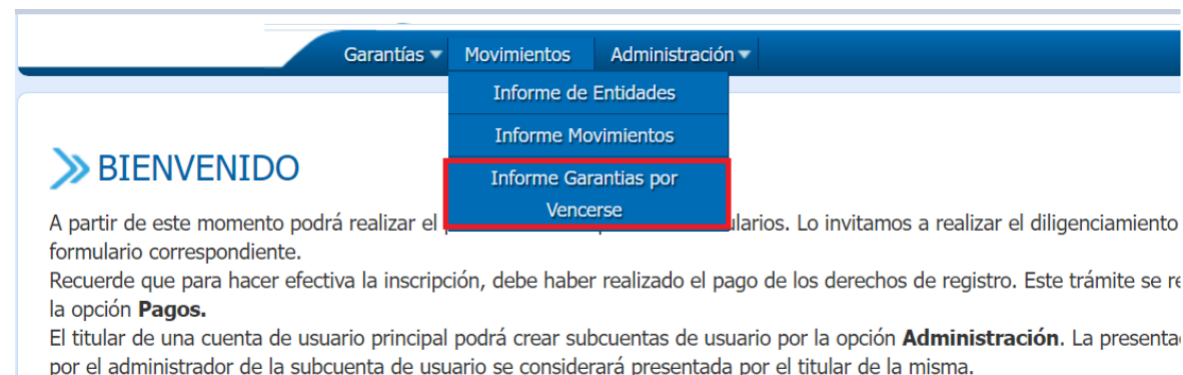 Garantías Movimientos Administración
Informe de Entidades
Informe Movimientos
Informe Garantias por
Vencerse
BIENVENIDO
A partir de este momento podrá realizar el ularios. Lo invitamos a realizar el diligenciamiento
formulario correspondiente.
Recuerde que para hacer efectiva la inscripción, debe haber realizado el pago de los derechos de registro. Este trámite se re
la opción Pagos.
El titular de una cuenta de usuario principal podrá crear subcuentas de usuario por la opción Administración. La presenta
por el administrador de la subcuenta de usuario se considerará presentada por el titular de la misma.